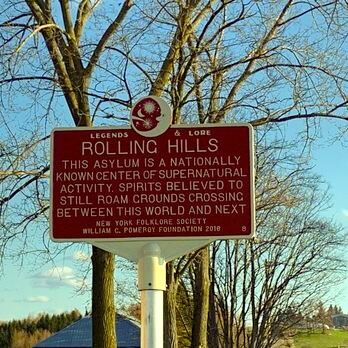 LEGENDS & LORE
ROLLING HILLS
THIS ASYLUM IS A NATIONALLY
KNOWN CENTER OF SUPERNATURAL
ACTIVITY. SPIRITS BELIEVED TO
STILL ROAM GROUNDS CROSSING
BETWEEN THIS WORLD AND NEXT
NEW YORK FOLKLORE SOCIETY
WILLIAM C. POMEROY FOUNDATION 2018 8